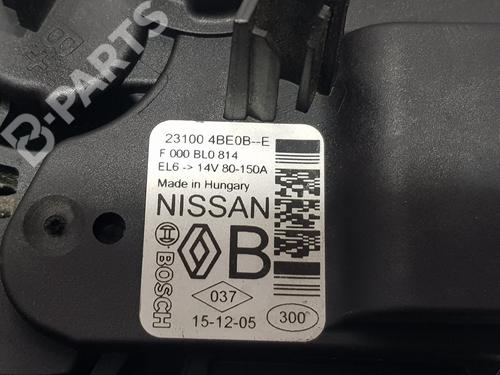 B-PARTS
23100 4BE0B--E
F 000 BL0 814
EL6 -> 14V 80-150A
Made in Hungary
NISSAN
BOSCH
B
037
15-12-05
300